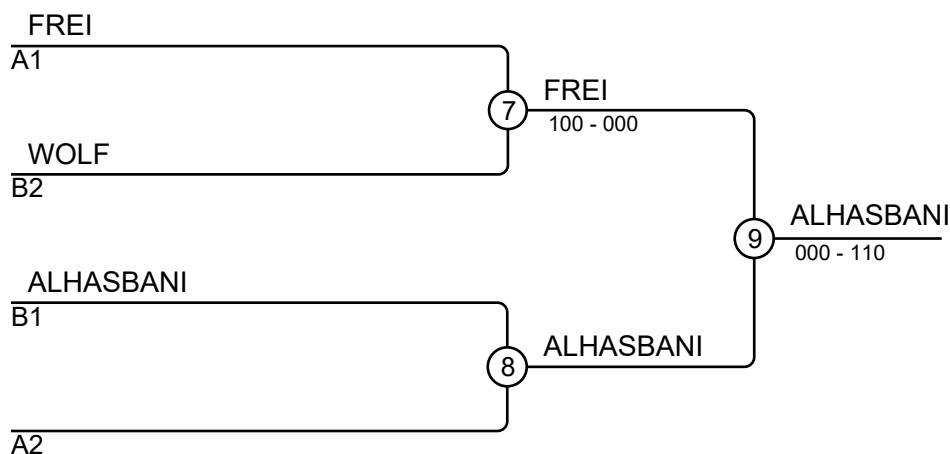 FREI
A1
7
FREI
100 - 000
WOLF
B2
9
ALHASBANI
000 - 110
ALHASBANI
B1
8
ALHASBANI
A2